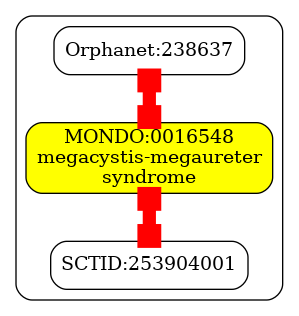 Orphanet:238637
MONDO:0016548
megacystis-megaureter
syndrome
SCTID:253904001